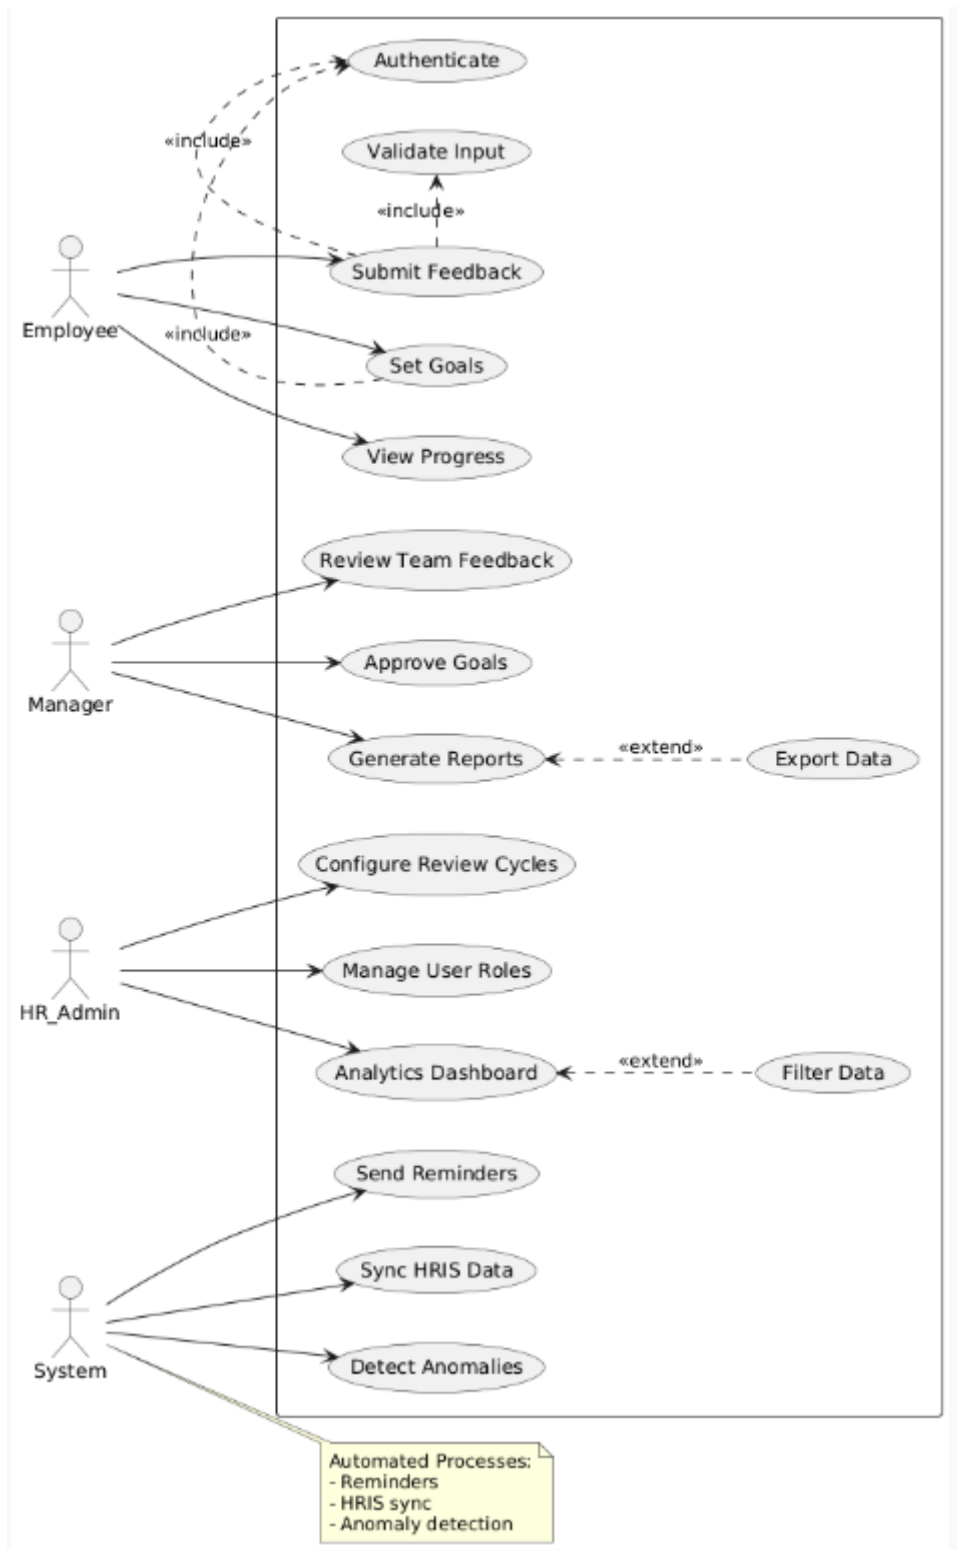 Authenticate
«include»
Validate Input
«include»
Submit Feedback
Employee
«include»
Set Goals
View Progress
Review Team Feedback
Manager
Approve Goals
Generate Reports
«extend»
Export Data
Configure Review Cycles
HR_Admin
Manage User Roles
Analytics Dashboard
«extend»
Filter Data
Send Reminders
Sync HRIS Data
System
Detect Anomalies
Automated Processes:
- Reminders
- HRIS sync
- Anomaly detection